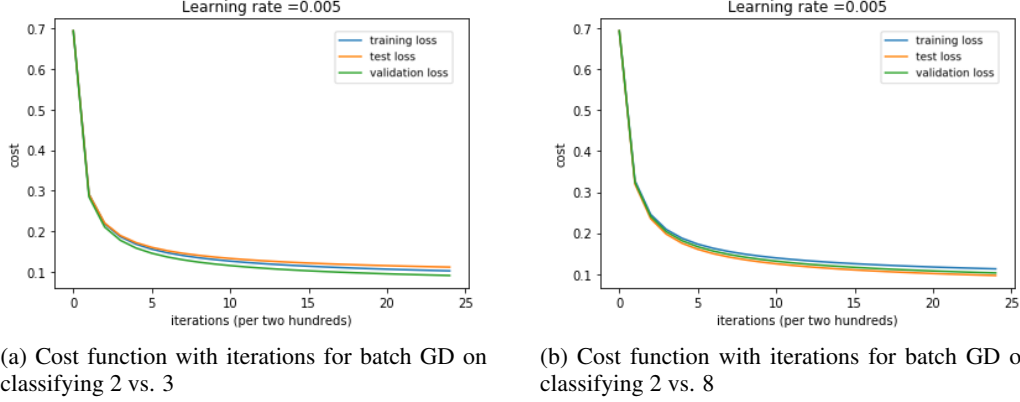 Learning rate =0.005
training loss
test loss
validation loss
0.7
0.6
0.5
0.4
0.3
0.2
0.1
cost
0 5 10 15 20 25
iterations (per two hundreds)
(a) Cost function with iterations for batch GD on
classifying 2 vs. 3
Learning rate =0.005
training loss
test loss
validation loss
0.7
0.6
0.5
0.4
0.3
0.2
0.1
cost
0 5 10 15 20 25
iterations (per two hundreds)
(b) Cost function with iterations for batch GD o
classifying 2 vs. 8